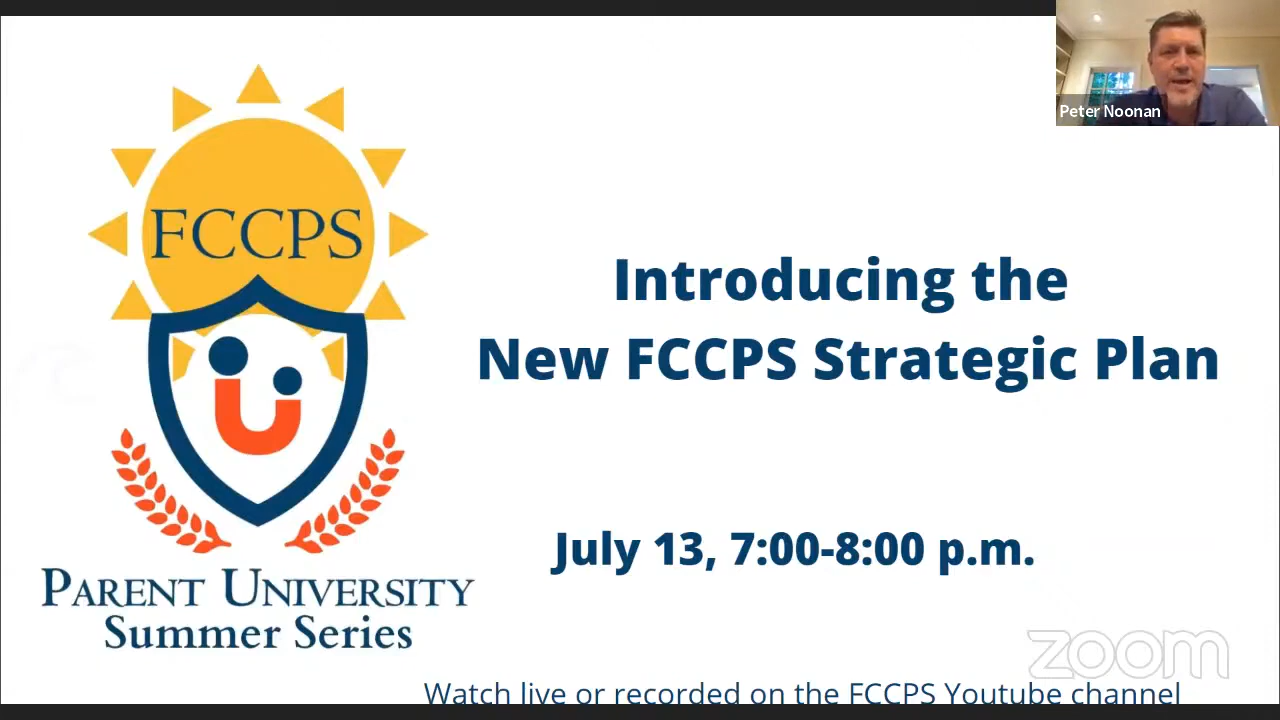 Peter Noonan
FCCPS
Introducing the
New FCCPS Strategic Plan
July 13, 7:00-8:00 p.m.
PARENT UNIVERSITY
Summer Series
zoom
Watch live or recorded on the FCCPS Youtube channel